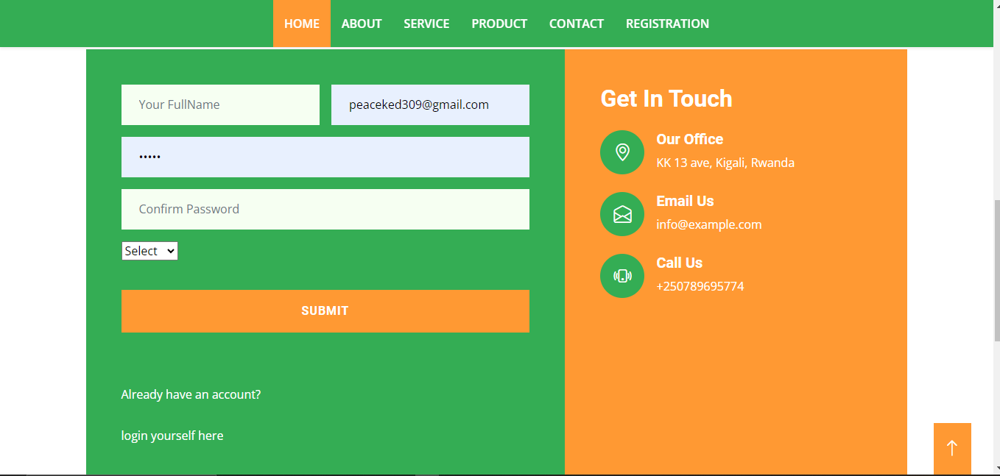 HOME ABOUT SERVICE PRODUCT CONTACT REGISTRATION
Your FullName peaceked309@gmail.com
•••••
Confirm Password
Select
SUBMIT
Already have an account?
login yourself here
Get In Touch
Our Office
KK 13 ave, Kigali, Rwanda
Email Us
info@example.com
Call Us
+250789695774